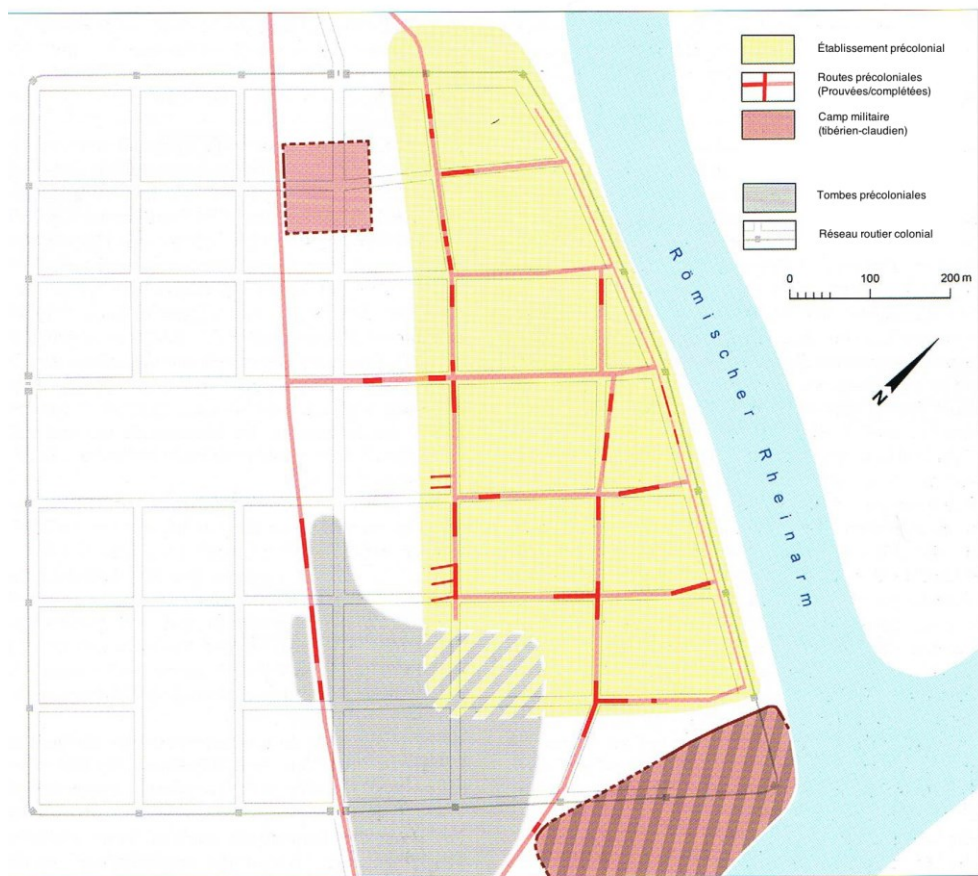 Établissement précolonial
Routes précoloniales
(Prouvées/complétées)
Camp militaire
(tibérien-claudien)
Tombes précoloniales
Réseau routier colonial
0 100 200 m
N
Römischer Rheinarm